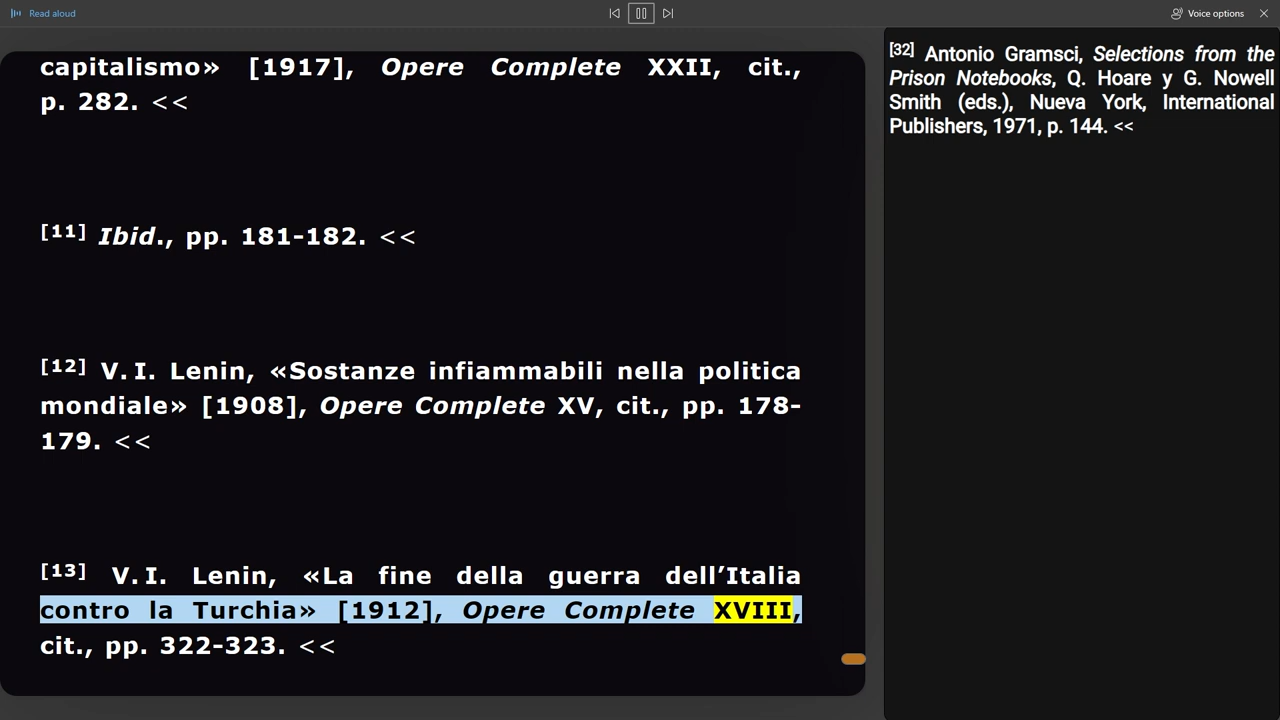 Read aloud
Voice options
capitalismo» [1917], Opere Complete XXII, cit.,
p. 282. <<
[11] Ibid., pp. 181-182. <<
[12] V. I. Lenin, «Sostanze infiammabili nella politica
mondiale» [1908], Opere Complete XV, cit., pp. 178-
179. <<
[13] V. I. Lenin, «La fine della guerra dell’Italia
contro la Turchia» [1912], Opere Complete XVIII,
cit., pp. 322-323. <<
[32] Antonio Gramsci, Selections from the
Prison Notebooks, Q. Hoare y G. Nowell
Smith (eds.), Nueva York, International
Publishers, 1971, p. 144. <<